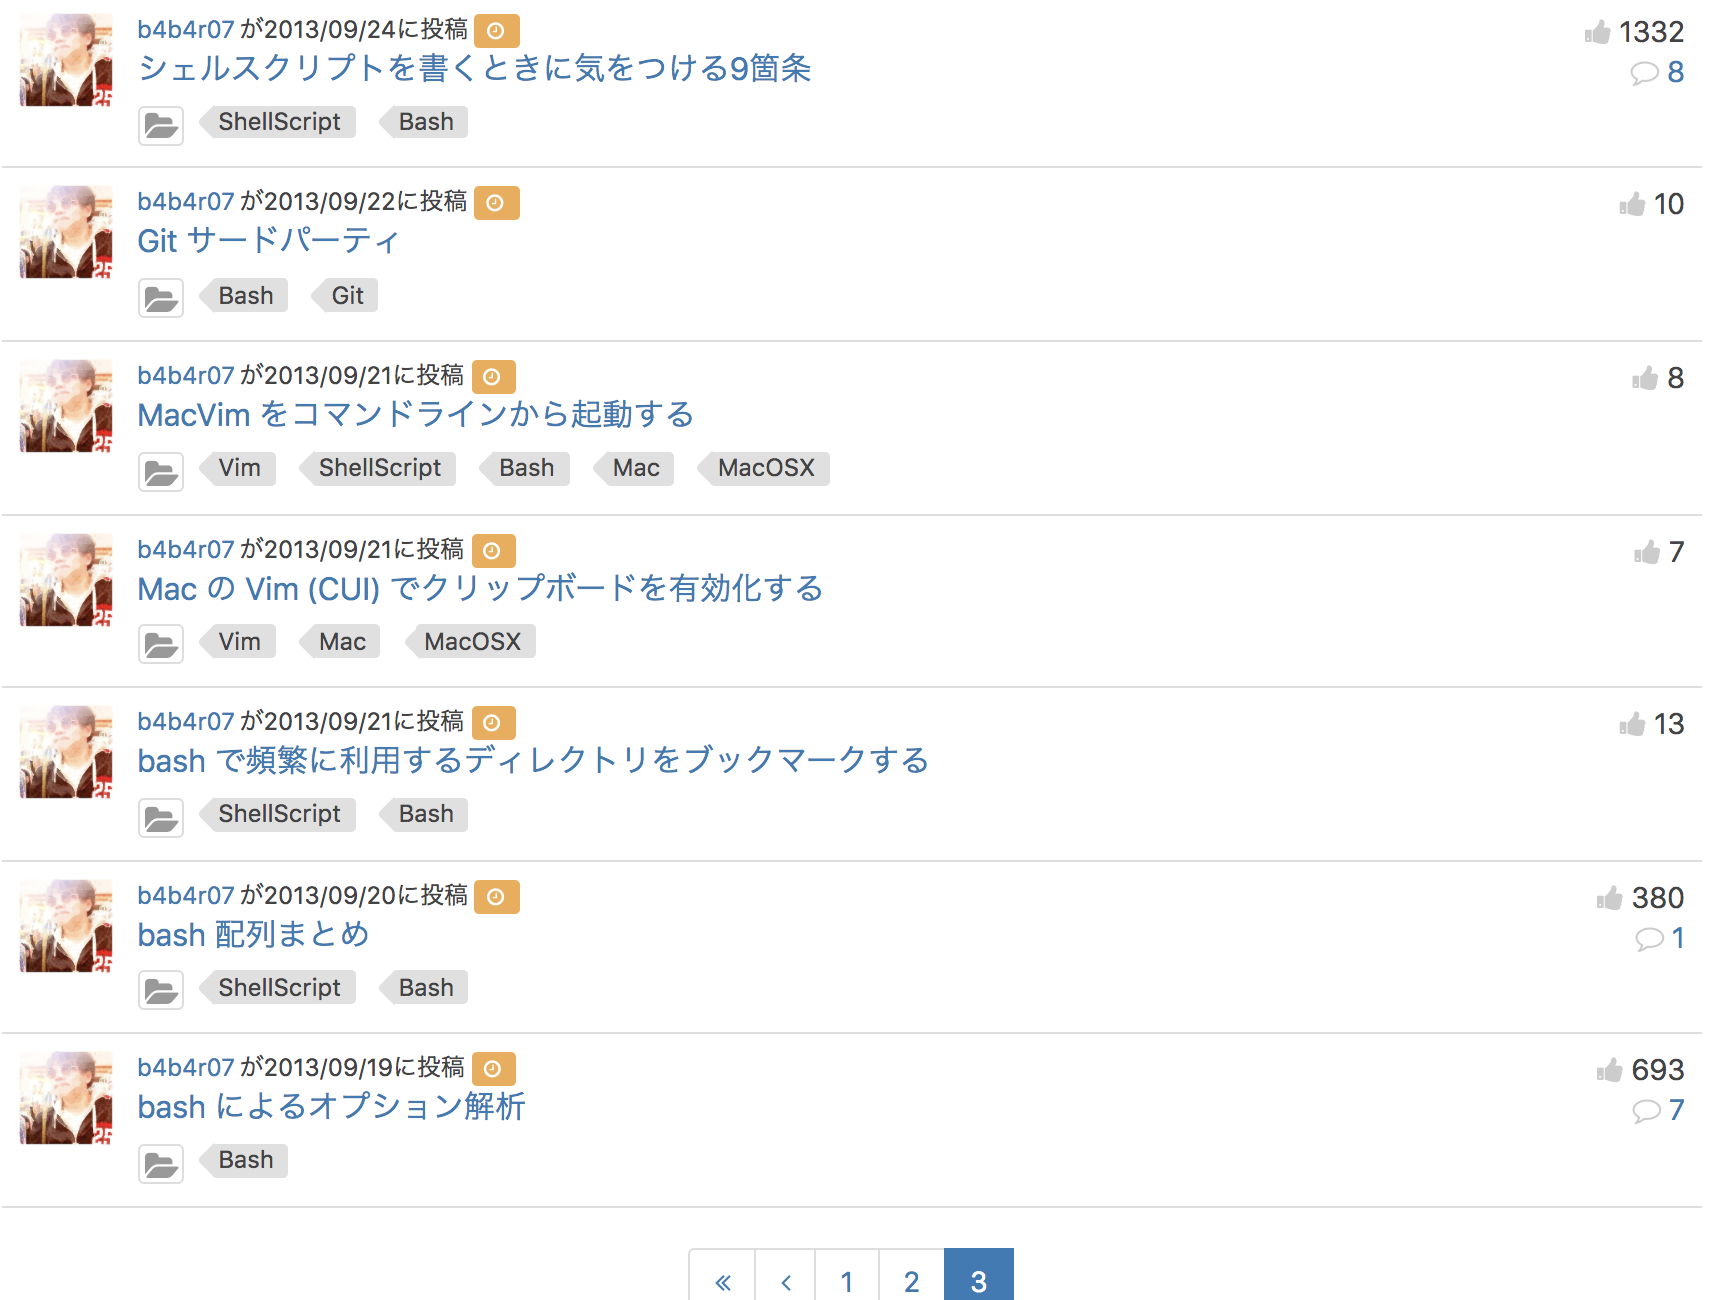 b4b4r07 が2013/09/24に投稿
1332
シェルスクリプトを書くときに気をつける9箇条
8
ShellScript Bash
b4b4r07 が2013/09/22に投稿
10
Git サードパーティ
Bash Git
b4b4r07 が2013/09/21に投稿
8
MacVim をコマンドラインから起動する
Vim ShellScript Bash Mac MacOSX
b4b4r07 が2013/09/21に投稿
7
Mac の Vim (CUI) でクリップボードを有効化する
Vim Mac MacOSX
b4b4r07 が2013/09/21に投稿
13
bash で頻繁に利用するディレクトリをブックマークする
ShellScript Bash
b4b4r07 が2013/09/20に投稿
380
bash 配列まとめ
1
ShellScript Bash
b4b4r07 が2013/09/19に投稿
693
bash によるオプション解析
7
Bash
« ‹ 1 2 3